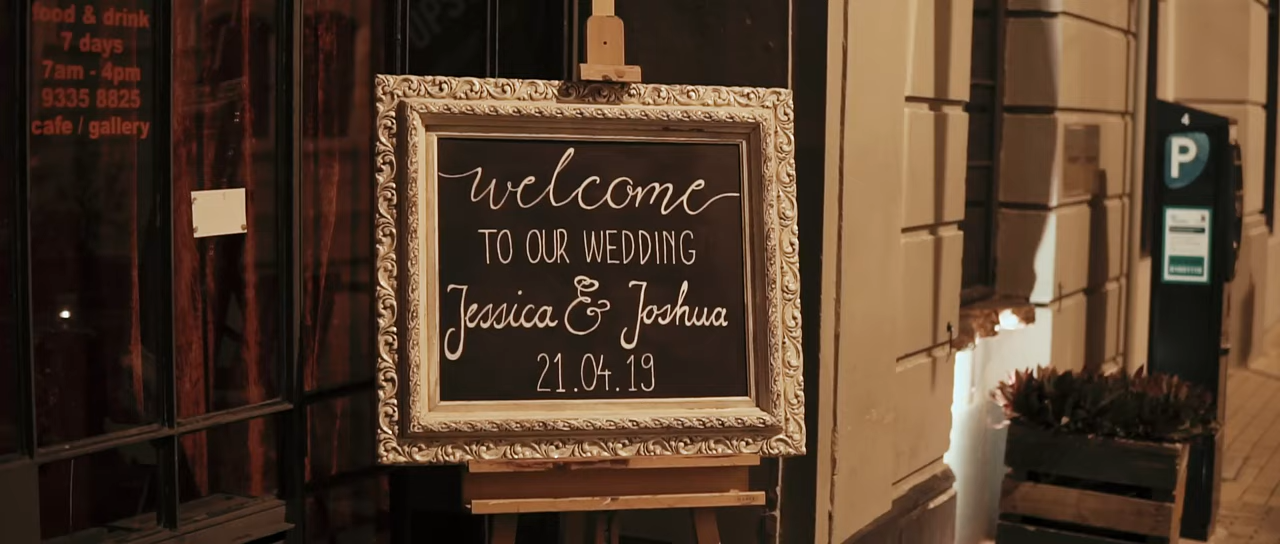 food & drink
7 days
7am - 4pm
9335 8825
cafe / gallery
welcome
TO OUR WEDDING
Jessica & Joshua
21.04.19
4
P